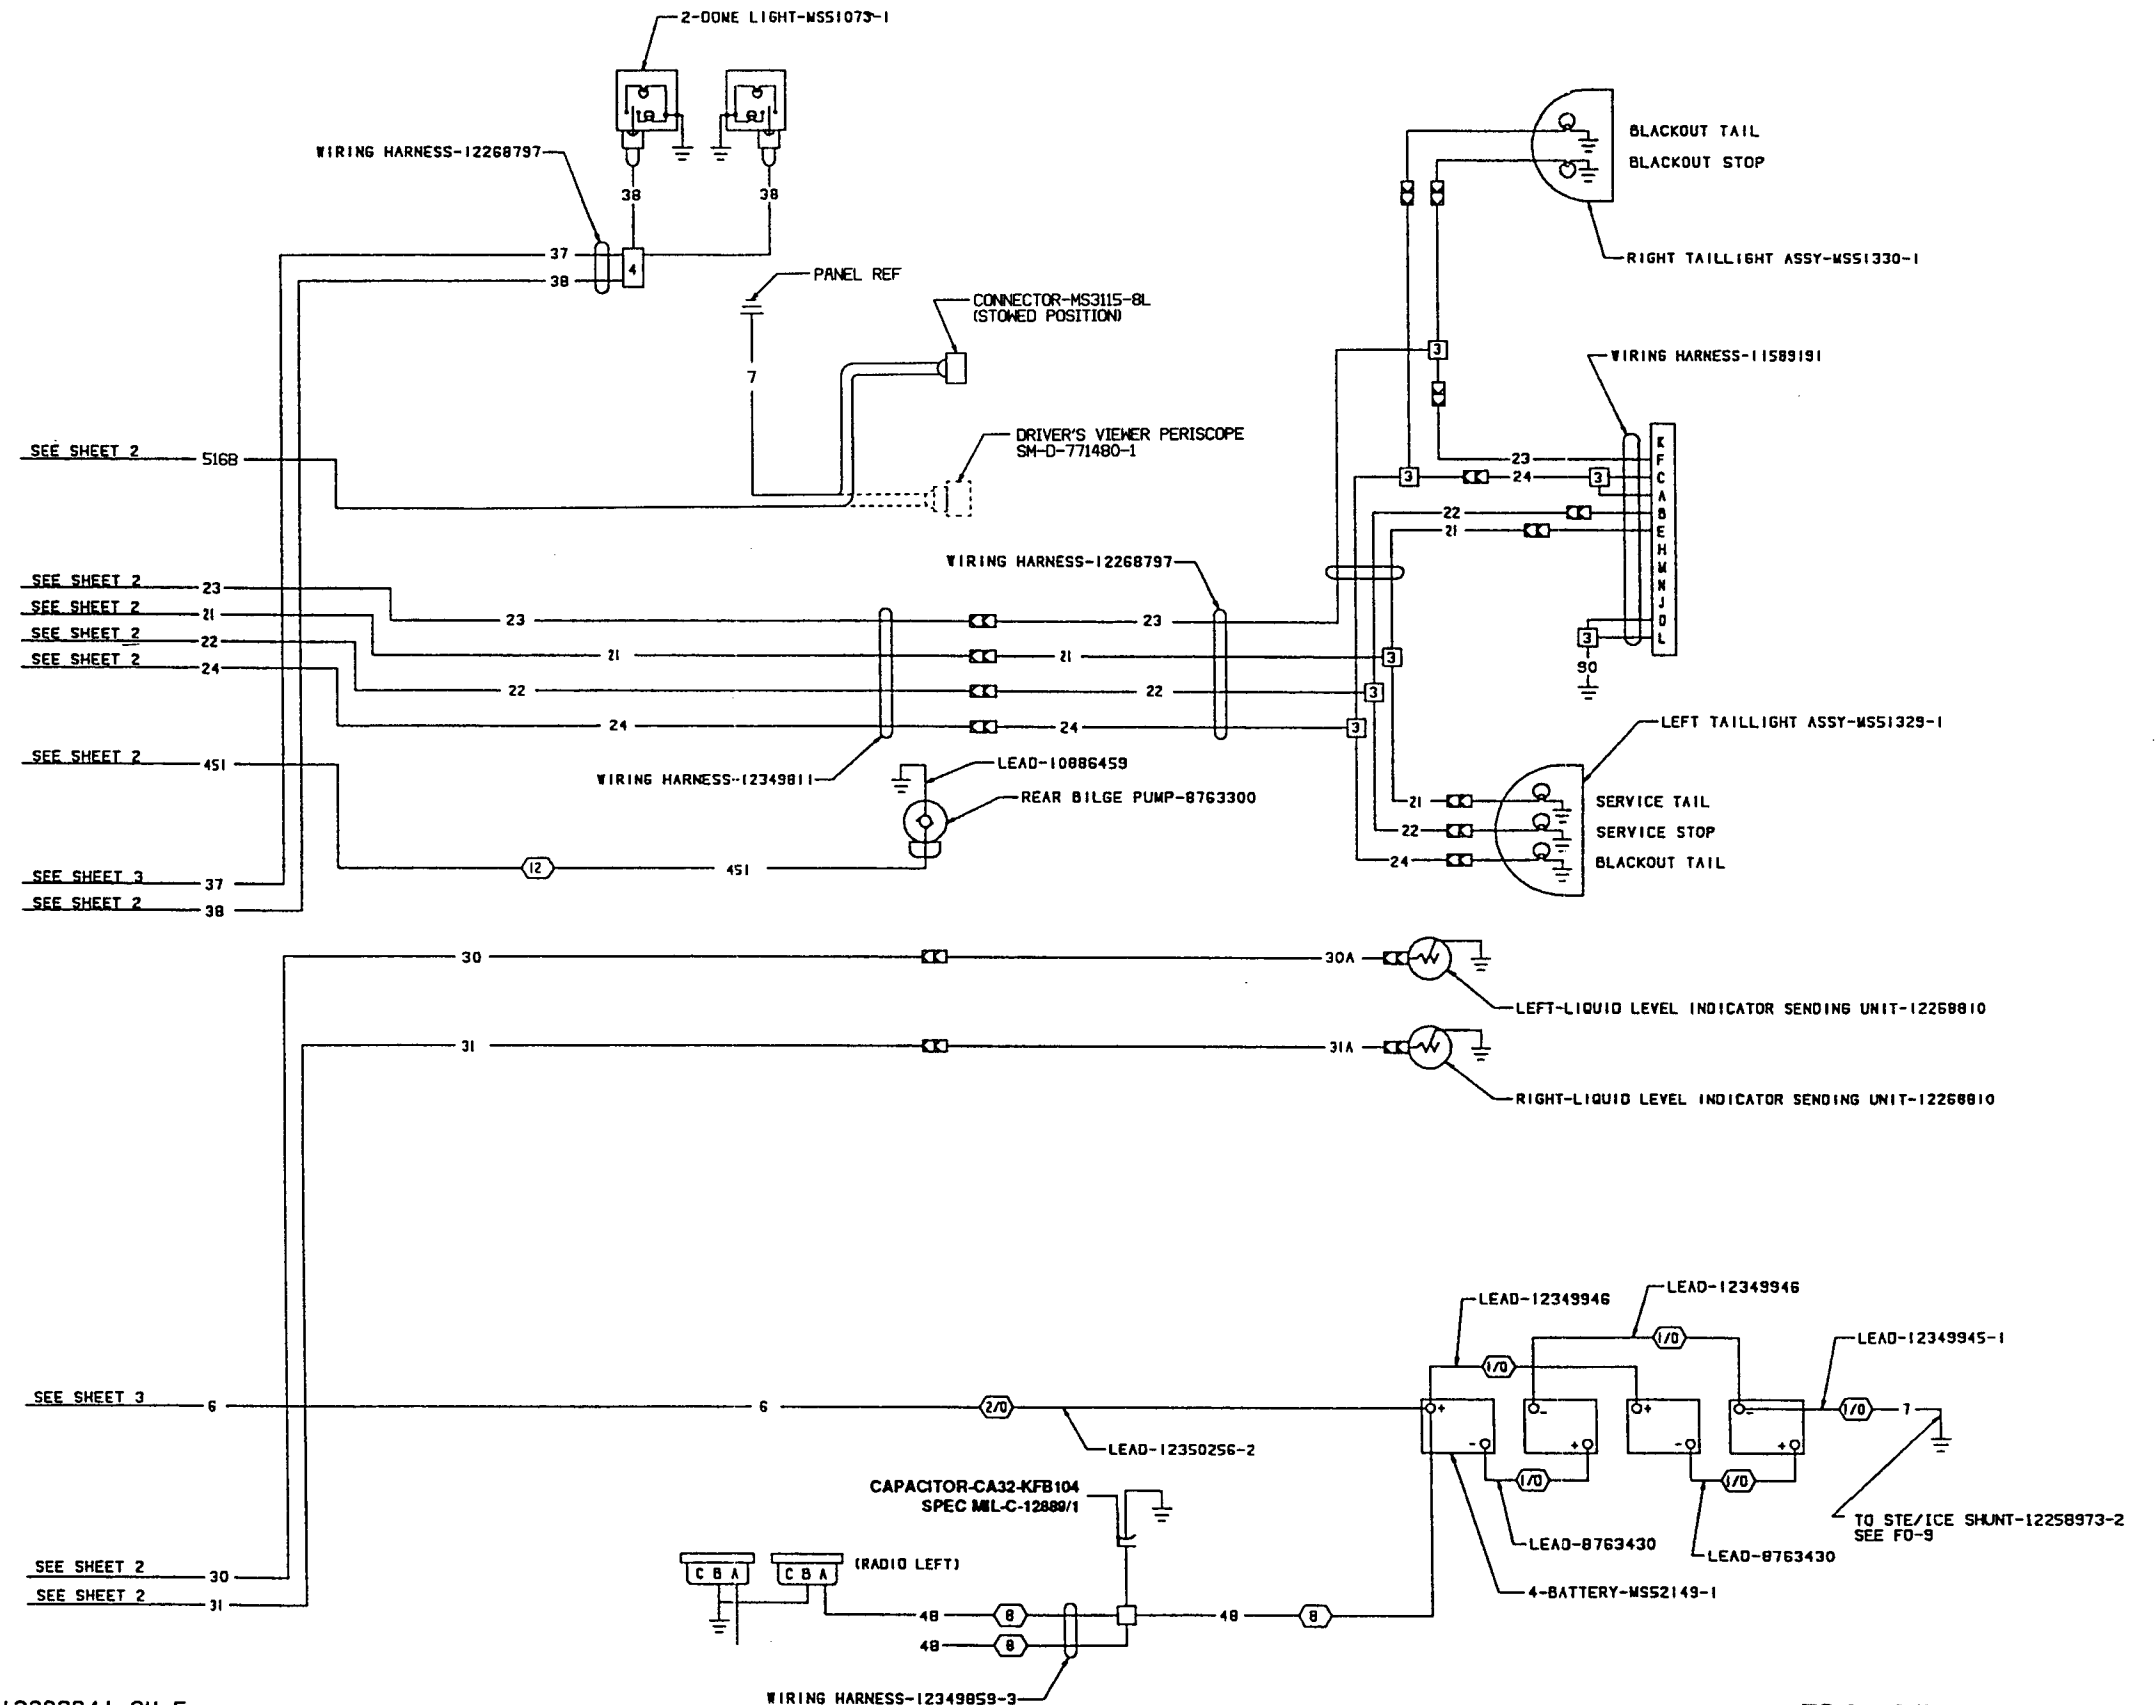 2-DOME LIGHT-MS51073-1
WIRING HARNESS-12268797
38
38
37
38
4
PANEL REF
7
CONNECTOR-MS3115-8L
(STOWED POSITION)
DRIVER'S VIEWER PERISCOPE
SM-D-771480-1
BLACKOUT TAIL
BLACKOUT STOP
RIGHT TAILLIGHT ASSY-MS51330-1
3
WIRING HARNESS-11589191
K
F
C
A
B
E
H
M
N
J
D
L
23
3
24
3
22
21
3
90
SEE SHEET 2
516B
WIRING HARNESS-12268797
SEE SHEET 2
23
SEE SHEET 2
21
SEE SHEET 2
22
SEE SHEET 2
24
23
23
21
21
3
22
22
3
24
24
3
WIRING HARNESS-12349811
LEFT TAILLIGHT ASSY-MS51329-1
SEE SHEET 2
451
LEAD-10886459
REAR BILGE PUMP-8763300
21
SERVICE TAIL
22
SERVICE STOP
24
BLACKOUT TAIL
12
451
SEE SHEET 3
37
SEE SHEET 2
38
30
30A
LEFT-LIQUID LEVEL INDICATOR SENDING UNIT-12268810
31
31A
RIGHT-LIQUID LEVEL INDICATOR SENDING UNIT-12268810
LEAD-12349946
LEAD-12349946
1/0
1/0
LEAD-12349945-1
SEE SHEET 3
6
6
2/0
LEAD-12350256-2
+
-
-
+
+
-
-
+
1/0
7
1/0
1/0
LEAD-8763430
LEAD-8763430
TO STE/ICE SHUNT-12258973-2
SEE FO-9
4-BATTERY-MS52149-1
CAPACITOR-CA32-KFB104
SPEC MIL-C-12889/1
C B A
C B A
(RADIO LEFT)
SEE SHEET 2
30
SEE SHEET 2
31
48
8
48
8
48
8
WIRING HARNESS-12349859-3